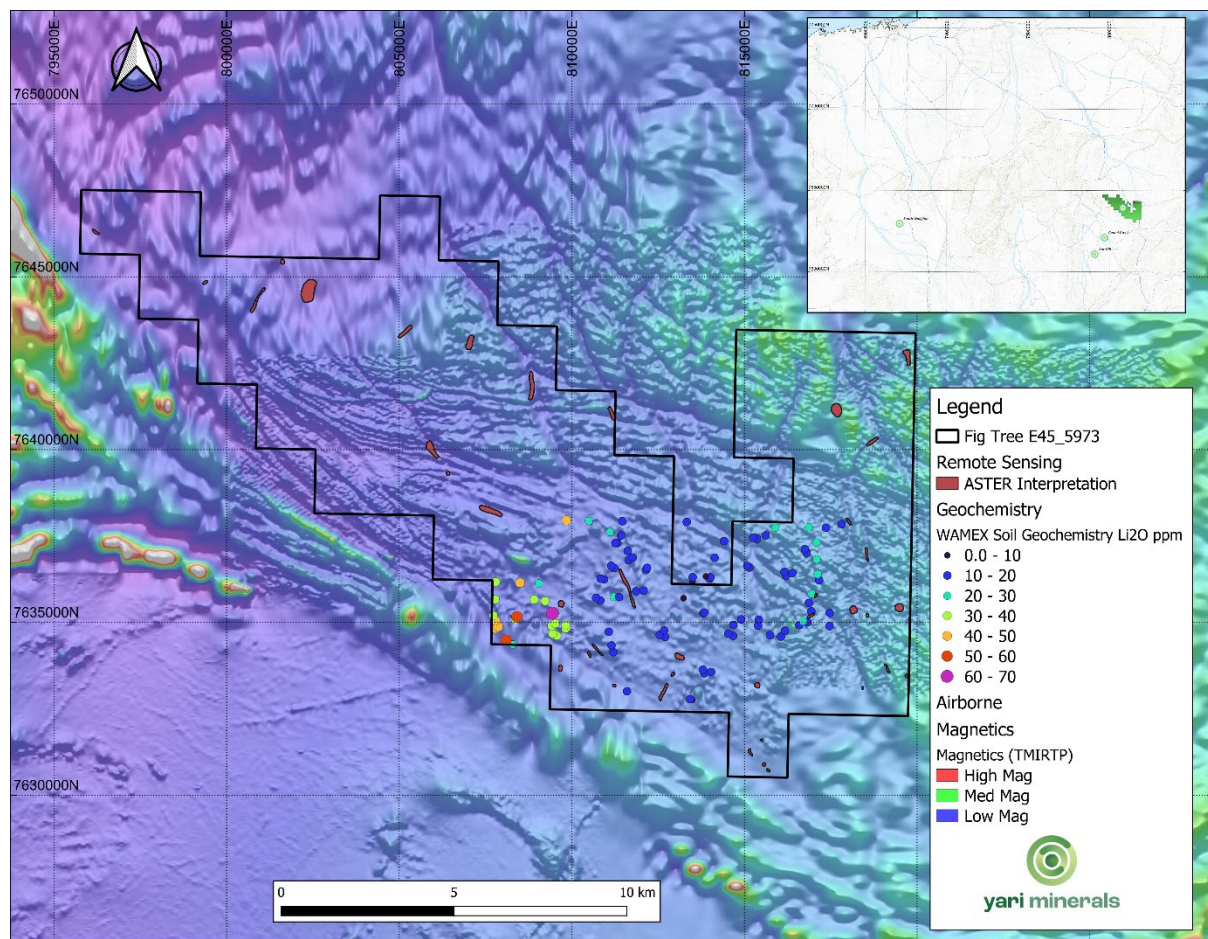 795000E
800000E
805000E
810000E
815000E
7650000N
7645000N
7640000N
7635000N
7630000N
0
5
10 km
Legend
Fig Tree E45_5973
Remote Sensing
ASTER Interpretation
Geochemistry
WAMEX Soil Geochemistry Li2O ppm
0.0 - 10
10 - 20
20 - 30
30 - 40
40 - 50
50 - 60
60 - 70
Airborne
Magnetics
Magnetics (TMIRTP)
High Mag
Med Mag
Low Mag
yari minerals